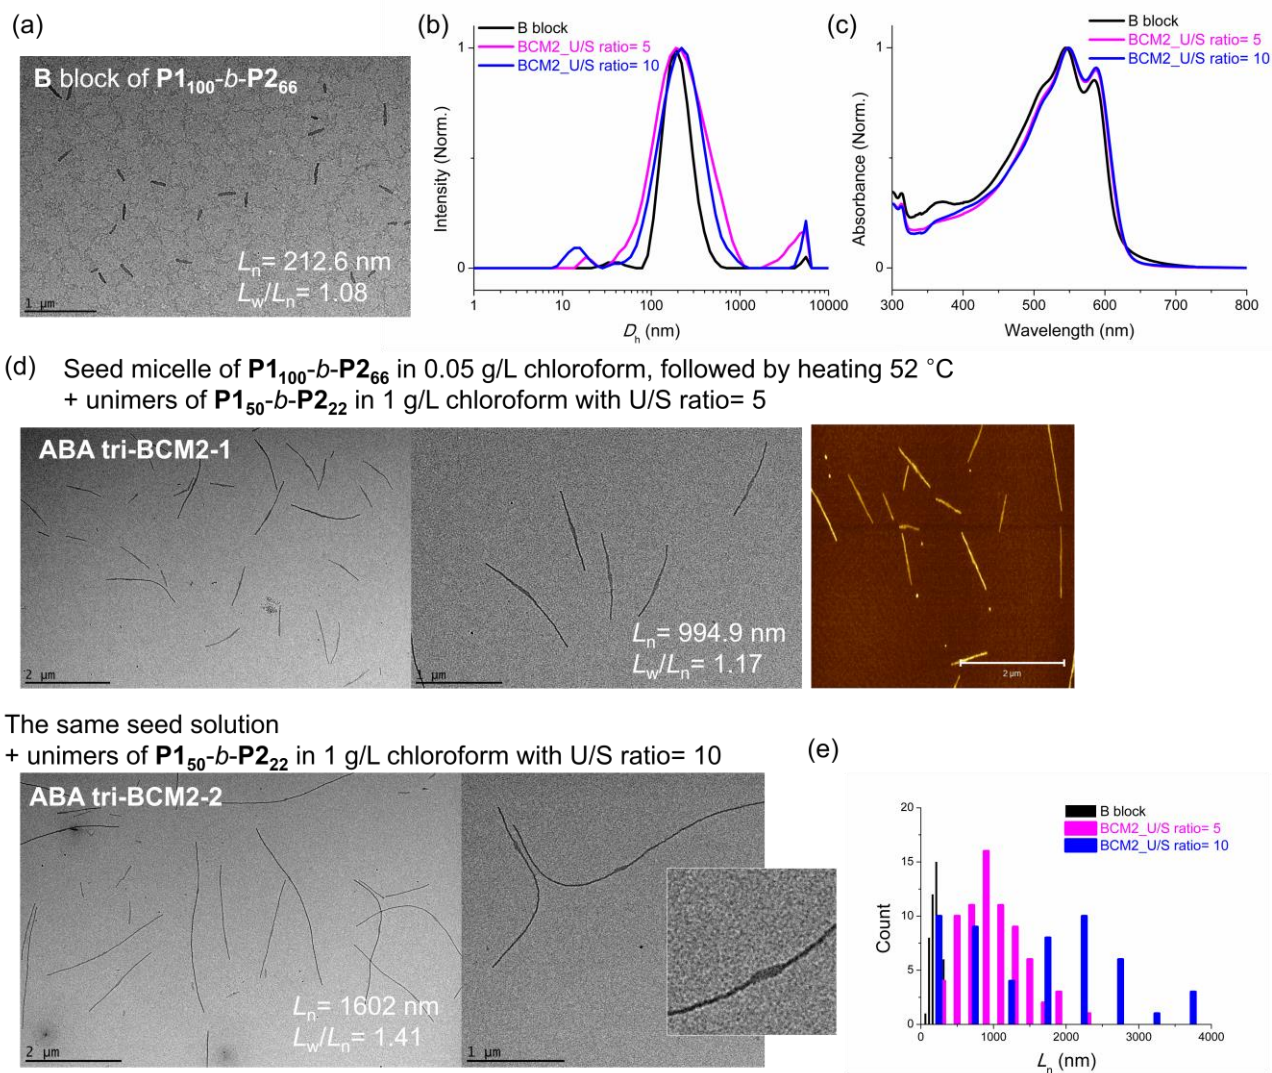 (a)
B block of P1100-b-P266
Ln= 212.6 nm
Lw/Ln= 1.08
1 μm
(b)
B block
BCM2_U/S ratio= 5
BCM2_U/S ratio= 10
Intensity (Norm.)
1
0
1 10 100 1000 10000
Dh (nm)
(c)
B block
BCM2_U/S ratio= 5
BCM2_U/S ratio= 10
Absorbance (Norm.)
1
0
300 400 500 600 700 800
Wavelength (nm)
(d) Seed micelle of P1100-b-P266 in 0.05 g/L chloroform, followed by heating 52 °C
+ unimers of P150-b-P222 in 1 g/L chloroform with U/S ratio= 5
ABA tri-BCM2-1
2 μm
Ln= 994.9 nm
Lw/Ln= 1.17
1 μm
2 μm
The same seed solution
+ unimers of P150-b-P222 in 1 g/L chloroform with U/S ratio= 10
ABA tri-BCM2-2
Ln= 1602 nm
Lw/Ln= 1.41
2 μm
1 μm
(e)
B block
BCM2_U/S ratio= 5
BCM2_U/S ratio= 10
Count
20
15
10
5
0
0 1000 2000 3000 4000
Ln (nm)